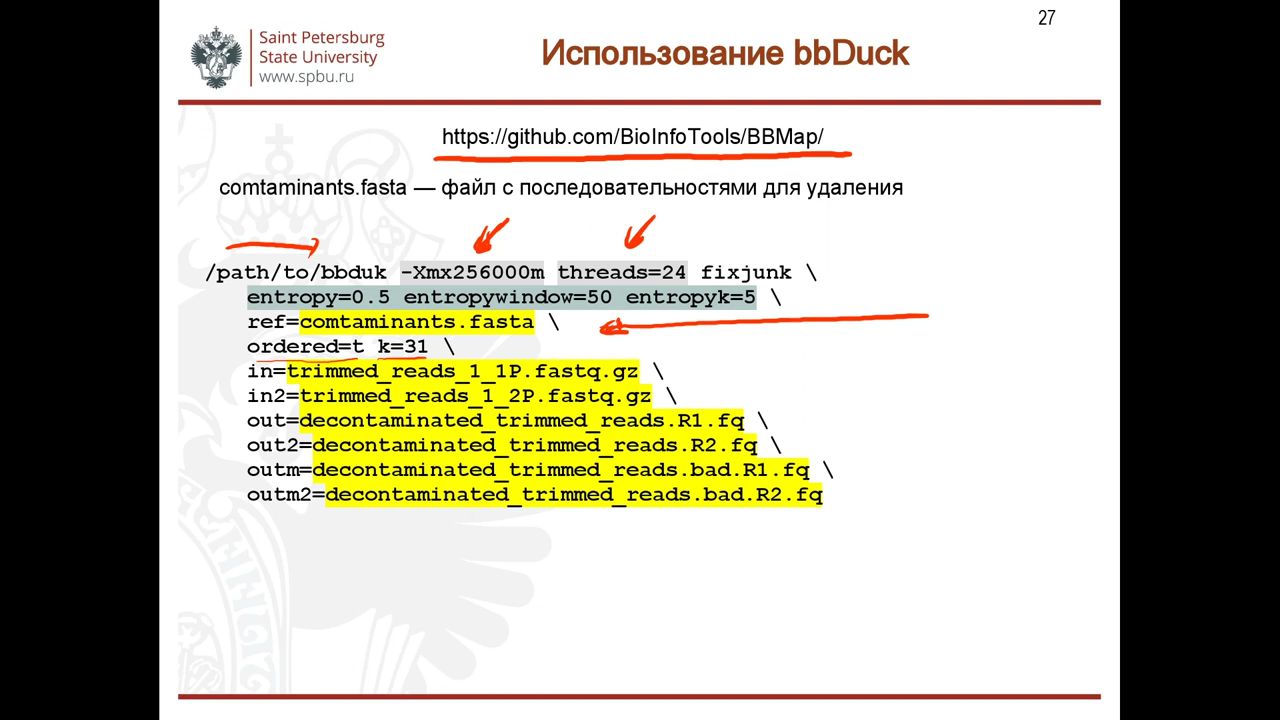 27
Saint Petersburg
State University
www.spbu.ru
Использование bbDuck
https://github.com/BioInfoTools/BBMap/
comtaminants.fasta — файл с последовательностями для удаления
/path/to/bbduk -Xmx256000m threads=24 fixjunk \
entropy=0.5 entropywindow=50 entropyk=5 \
ref=comtaminants.fasta \
ordered=t k=31 \
in=trimmed_reads_1_1P.fastq.gz \
in2=trimmed_reads_1_2P.fastq.gz \
out=decontaminated_trimmed_reads.R1.fq \
out2=decontaminated_trimmed_reads.R2.fq \
outm=decontaminated_trimmed_reads.bad.R1.fq \
outm2=decontaminated_trimmed_reads.bad.R2.fq